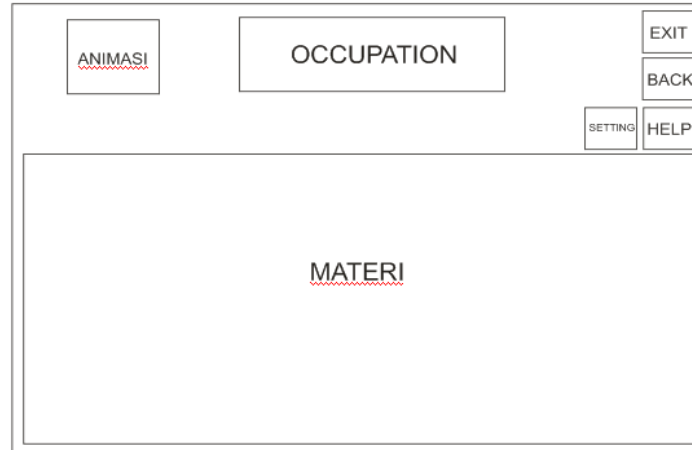 ANIMASI
OCCUPATION
EXIT
BACK
SETTING
HELP
MATERI